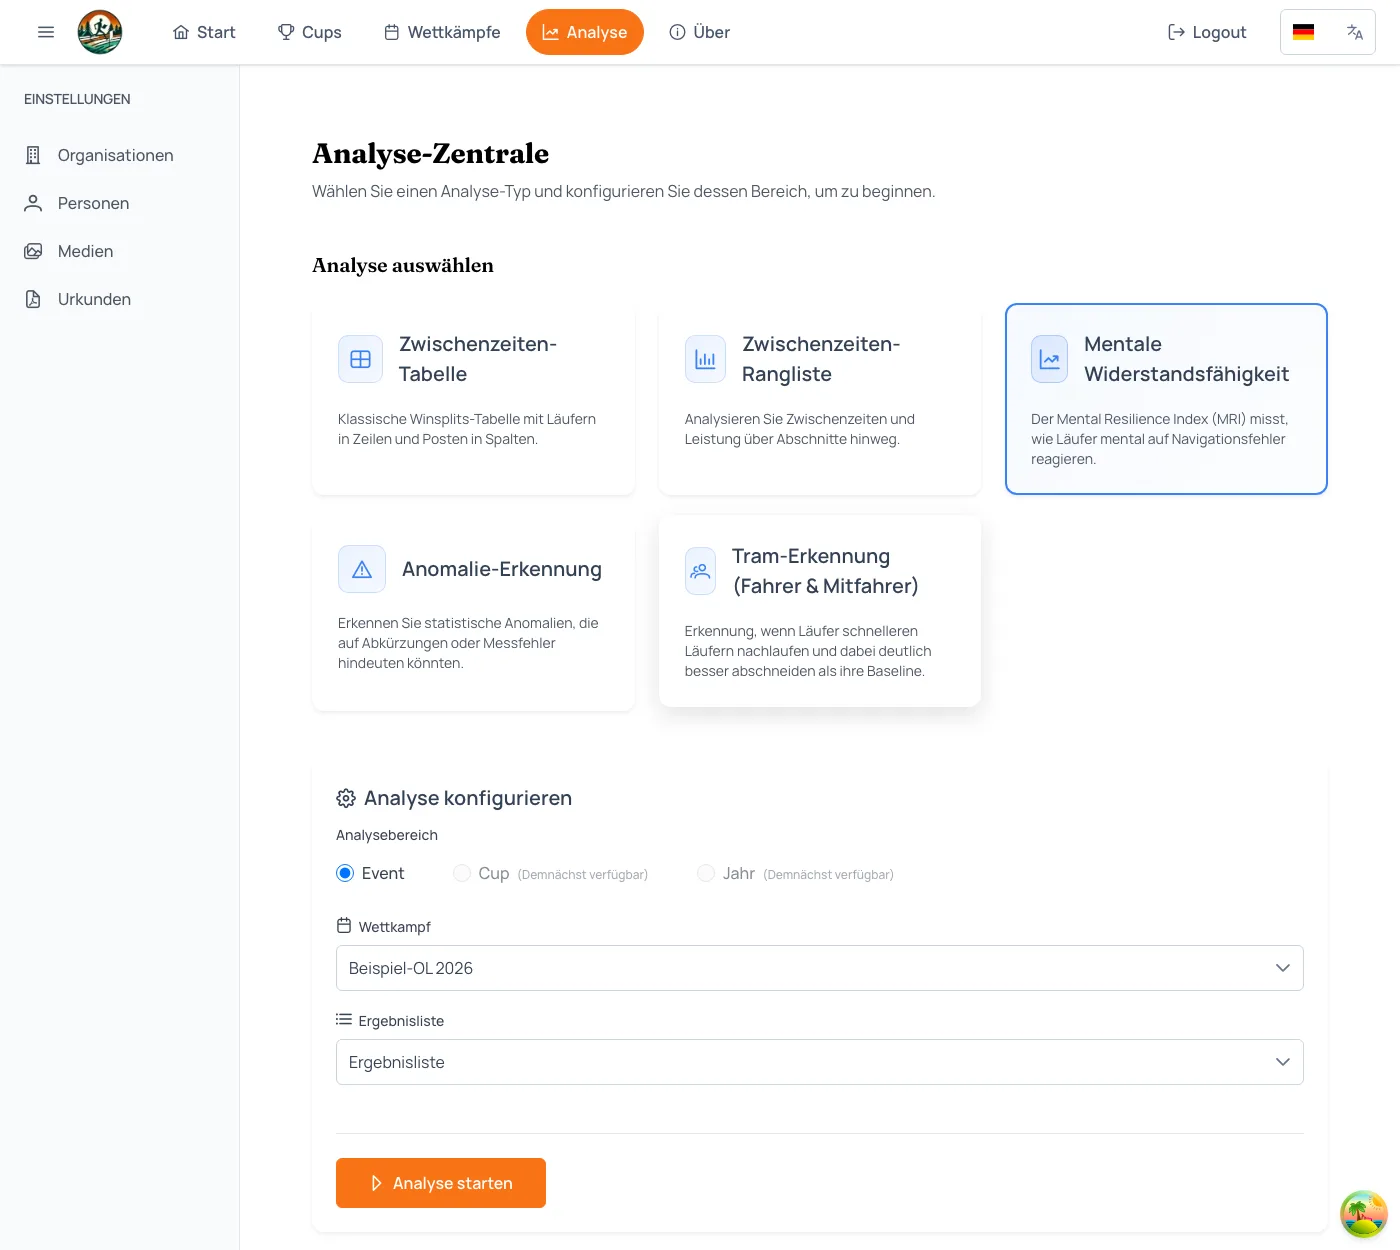 Start
Cups
Wettkämpfe
Analyse
Über
Logout
EINSTELLUNGEN
Organisationen
Personen
Medien
Urkunden
Analyse-Zentrale
Wählen Sie einen Analyse-Typ und konfigurieren Sie dessen Bereich, um zu beginnen.
Analyse auswählen
Zwischenzeiten-
Tabelle
Klassische Winsplits-Tabelle mit Läufern
in Zeilen und Posten in Spalten.
Zwischenzeiten-
Rangliste
Analysieren Sie Zwischenzeiten und
Leistung über Abschnitte hinweg.
Mentale
Widerstandsfähigkeit
Der Mental Resilience Index (MRI) misst,
wie Läufer mental auf Navigationsfehler
reagieren.
Anomalie-Erkennung
Erkennen Sie statistische Anomalien, die
auf Abkürzungen oder Messfehler
hindeuten könnten.
Tram-Erkennung
(Fahrer & Mitfahrer)
Erkennung, wenn Läufer schnelleren
Läufern nachlaufen und dabei deutlich
besser abschneiden als ihre Baseline.
Analyse konfigurieren
Analysebereich
Event
Cup (Demnächst verfügbar)
Jahr (Demnächst verfügbar)
Wettkampf
Beispiel-OL 2026
Ergebnisliste
Ergebnisliste
Analyse starten